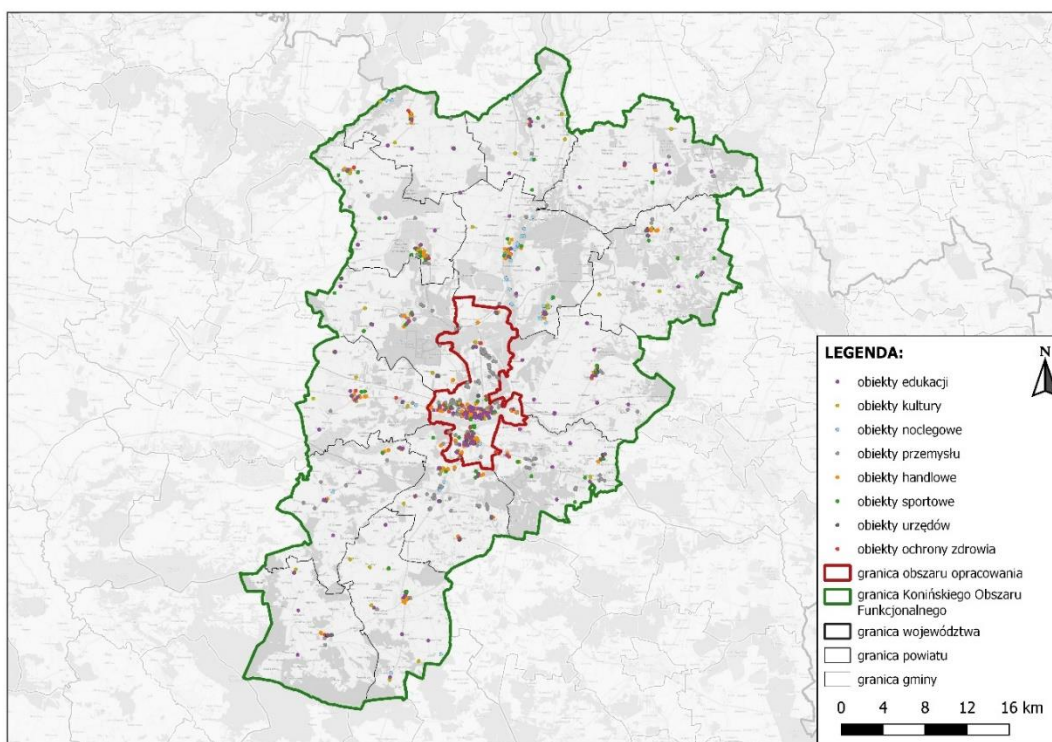 LEGENDA:
N
obiekty edukacji
obiekty kultury
obiekty noclegowe
obiekty przemysłu
obiekty handlowe
obiekty sportowe
obiekty urzędów
obiekty ochrony zdrowia
granica obszaru opracowania
granica Konińskiego Obszaru
Funkcjonalnego
granica województwa
granica powiatu
granica gminy
0 4 8 12 16 km